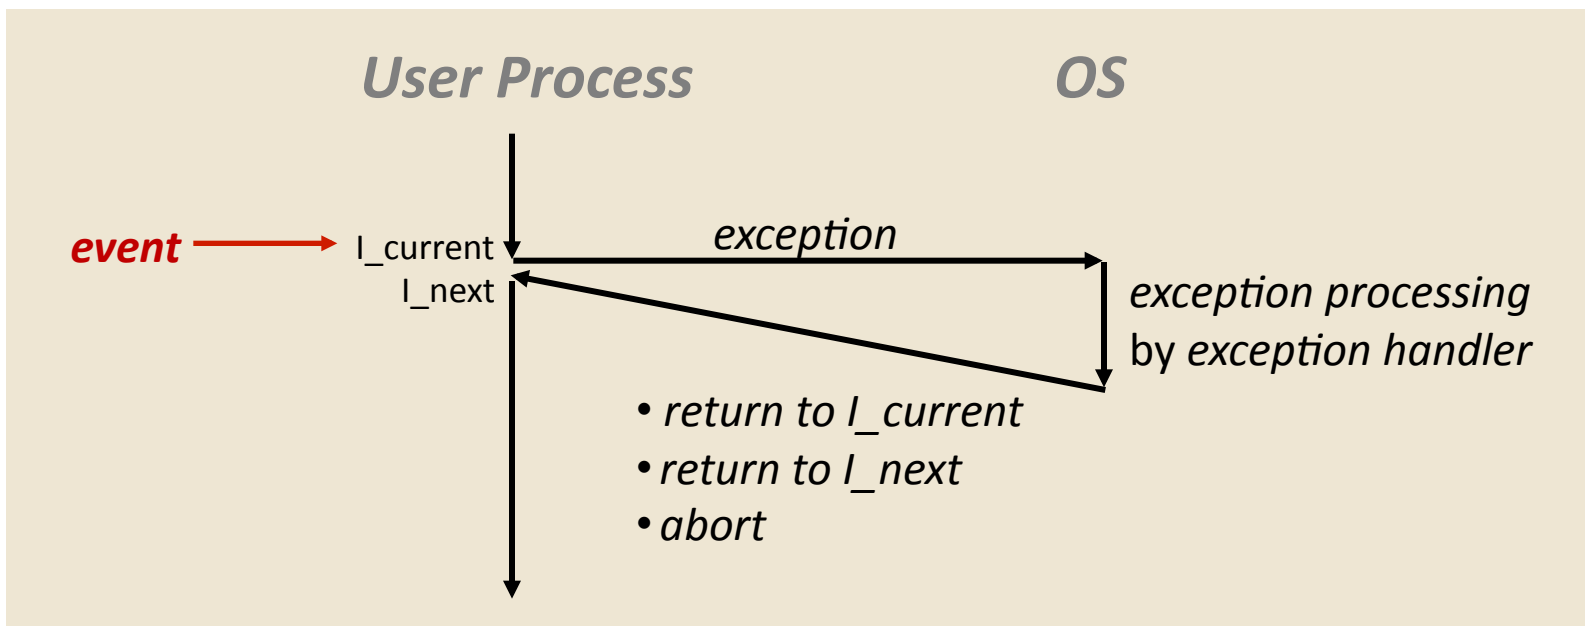 User Process
OS
event
I_current
exception
I_next
exception processing
by exception handler
• return to I_current
• return to I_next
• abort